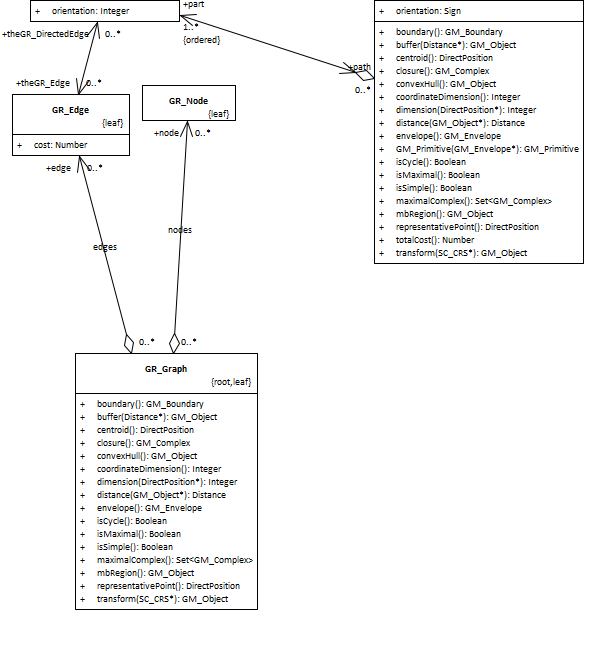 + orientation: Integer
+part
1..*
{ordered}
+theGR_DirectedEdge
0..*
+ orientation: Sign
+ boundary(): GM_Boundary
+ buffer(Distance*): GM_Object
+ centroid(): DirectPosition
+ closure(): GM_Complex
+ convexHull(): GM_Object
+ coordinateDimension(): Integer
+ dimension(DirectPosition*): Integer
+ distance(GM_Object*): Distance
+ envelope(): GM_Envelope
+ GM_Primitive(GM_Envelope*): GM_Primitive
+ isCycle(): Boolean
+ isMaximal(): Boolean
+ isSimple(): Boolean
+ maximalComplex(): Set<GM_Complex>
+ mbRegion(): GM_Object
+ representativePoint(): DirectPosition
+ totalCost(): Number
+ transform(SC_CRS*): GM_Object
+path
0..*
+theGR_Edge
0..*
GR_Edge
{leaf}
+ cost: Number
GR_Node
{leaf}
+node
0..*
+edge
0..*
nodes
edges
0..*
0..*
GR_Graph
{root,leaf}
+ boundary(): GM_Boundary
+ buffer(Distance*): GM_Object
+ centroid(): DirectPosition
+ closure(): GM_Complex
+ convexHull(): GM_Object
+ coordinateDimension(): Integer
+ dimension(DirectPosition*): Integer
+ distance(GM_Object*): Distance
+ envelope(): GM_Envelope
+ isCycle(): Boolean
+ isMaximal(): Boolean
+ isSimple(): Boolean
+ maximalComplex(): Set<GM_Complex>
+ mbRegion(): GM_Object
+ representativePoint(): DirectPosition
+ transform(SC_CRS*): GM_Object